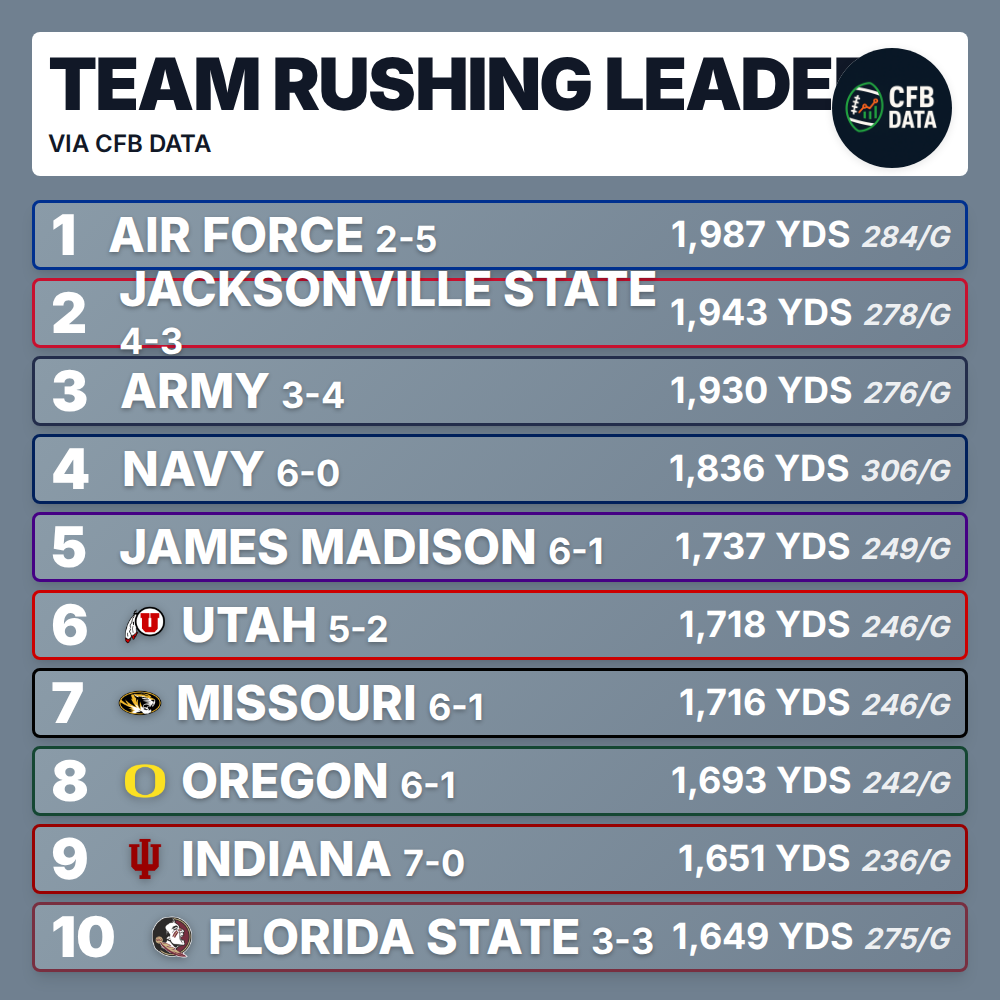 TEAM RUSHING LEADE
VIA CFB DATA
CFB
DATA
1 AIR FORCE 2-5 1,987 YDS 284/G
2 JACKSONVILLE STATE 4-3 1,943 YDS 278/G
3 ARMY 3-4 1,930 YDS 276/G
4 NAVY 6-0 1,836 YDS 306/G
5 JAMES MADISON 6-1 1,737 YDS 249/G
6 UTAH 5-2 1,718 YDS 246/G
7 MISSOURI 6-1 1,716 YDS 246/G
8 OREGON 6-1 1,693 YDS 242/G
9 INDIANA 7-0 1,651 YDS 236/G
10 FLORIDA STATE 3-3 1,649 YDS 275/G